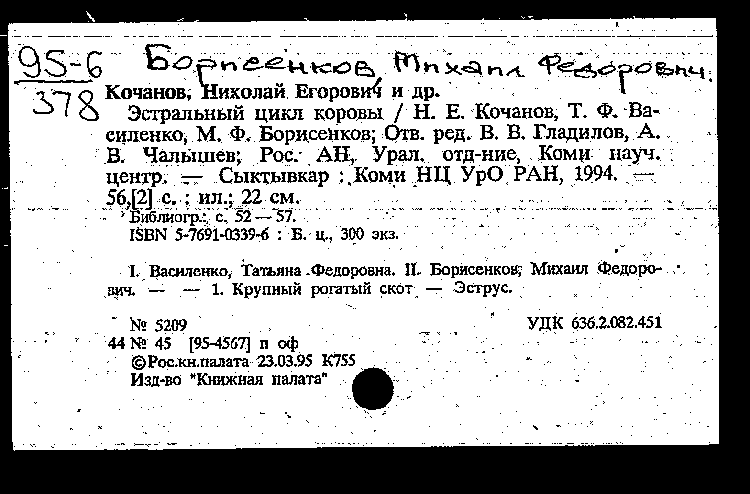 95-6 Борисенков, Михаил Федорович.
378 Кочанов, Николай Егорович и др.
Эстральный цикл коровы / Н. Е. Кочанов, Т. Ф. Ва-
силенко, М. Ф. Борисенков; Отв. ред. В. В. Гладилов, А.
В. Чалышев; Рос. АН, Урал. отд-ние, Коми науч.
центр. — Сыктывкар : Коми НЦ УрО РАН, 1994. —
56,[2] с. : ил.; 22 см.
Библиогр.: с. 52 — 57.
ISBN 5-7691-0339-6 : Б. ц., 300 экз.
I. Василенко, Татьяна Федоровна. II. Борисенков, Михаил Федоро-
вич. — — 1. Крупный рогатый скот — Эструс.
№ 5209 УДК 636.2.082.451
44 № 45 [95-4567] п оф
©Рос.кн.палата 23.03.95 К755
Изд-во "Книжная палата"